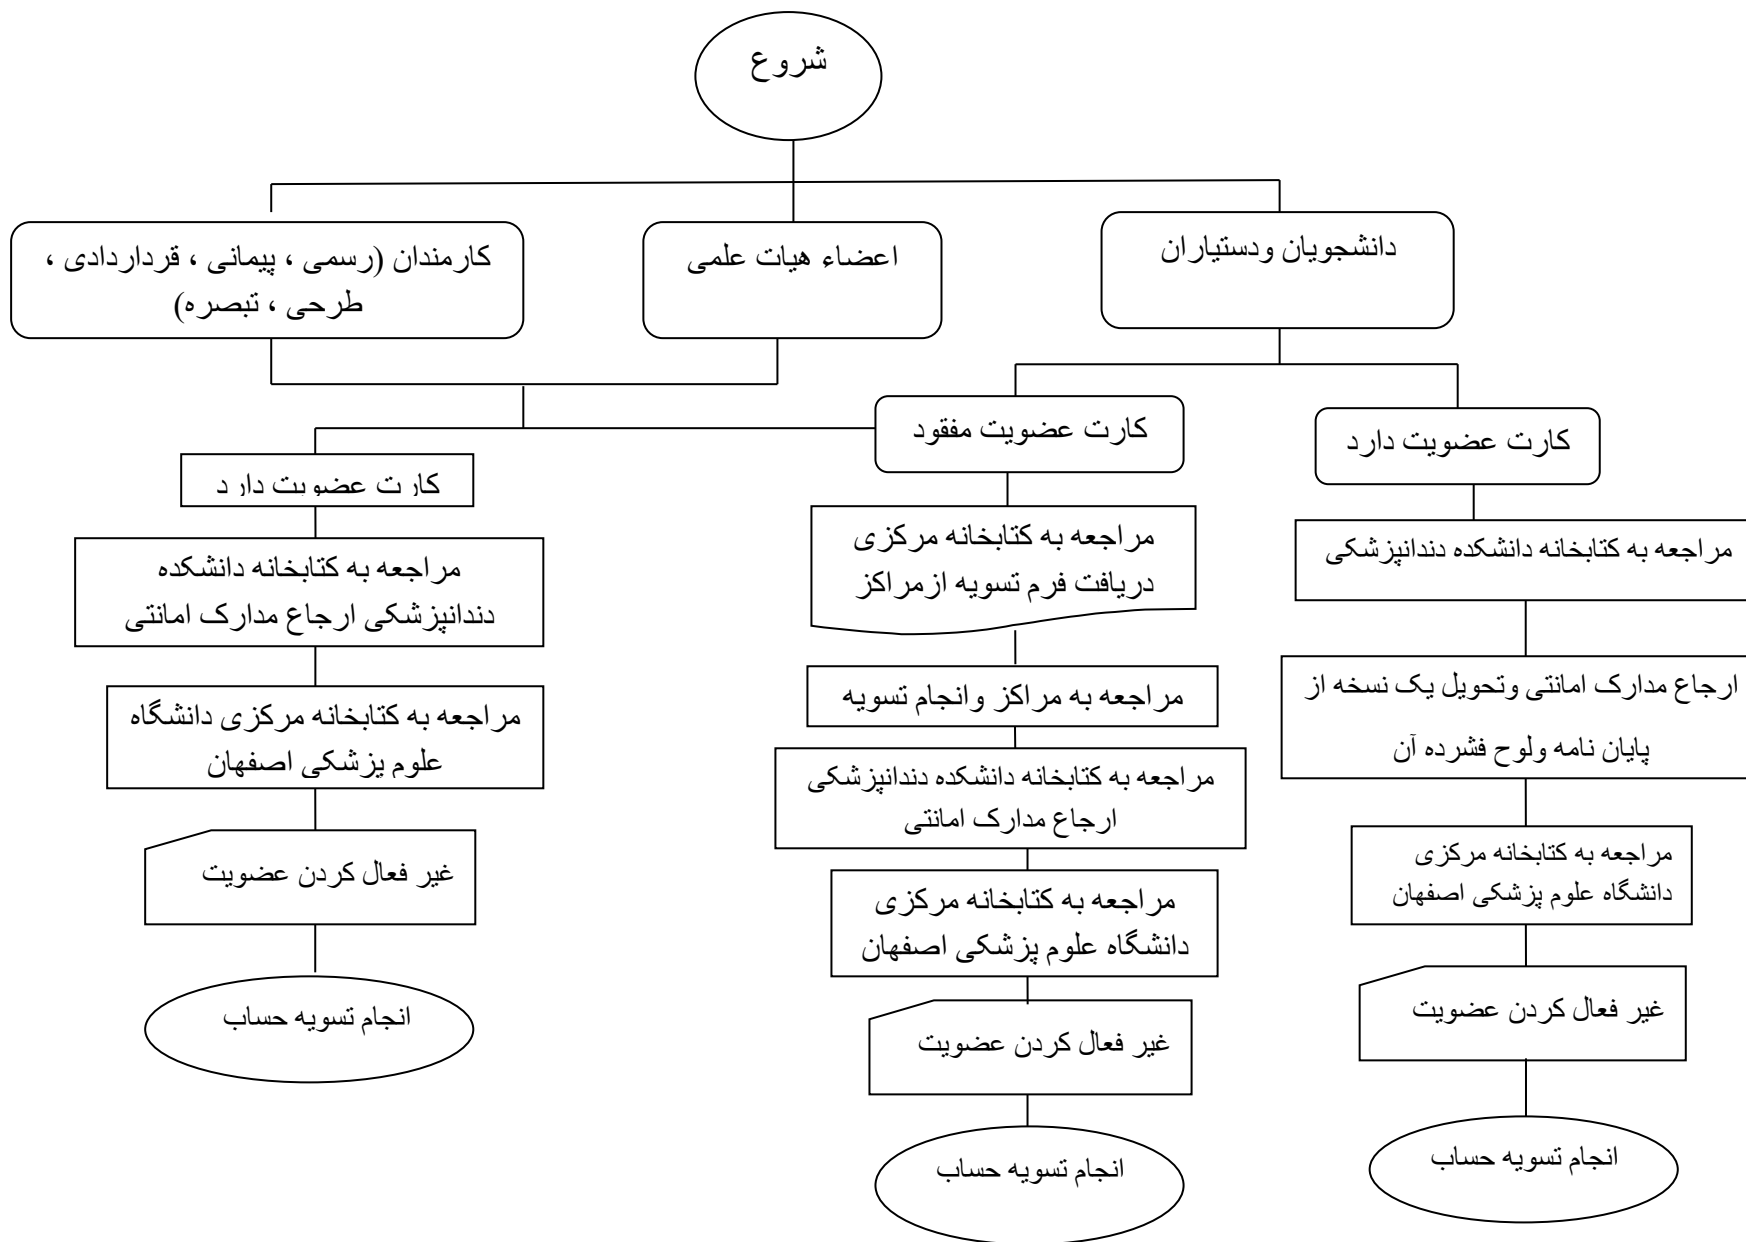 شروع
دانشجویان ودستیاران
اعضاء هیات علمی
کارمندان (رسمی ، پیمانی ، قردار‌دادی ،
طرحی ، تبصره)
کارت عضویت دارد
مراجعه به کتابخانه دانشکده دندانپزشکی
ارجاع مدارک امانتی وتحویل یک نسخه از
پایان نامه ولوح فشرده آن
مراجعه به کتابخانه مرکزی
دانشگاه علوم پزشکی اصفهان
غیر فعال کردن عضویت
انجام تسویه حساب
کارت عضویت مفقود
مراجعه به کتابخانه مرکزی
دریافت فرم تسویه ازمراکز
مراجعه به مراکز وانجام تسویه
مراجعه به کتابخانه دانشکده دندانپزشکی
ارجاع مدارک امانتی
مراجعه به کتابخانه مرکزی
دانشگاه علوم پزشکی اصفهان
غیر فعال کردن عضویت
انجام تسویه حساب
کارت عضویت دارد
مراجعه به کتابخانه دانشکده
دندانپزشکی ارجاع مدارک امانتی
مراجعه به کتابخانه مرکزی دانشگاه
علوم پزشکی اصفهان
غیر فعال کردن عضویت
انجام تسویه حساب